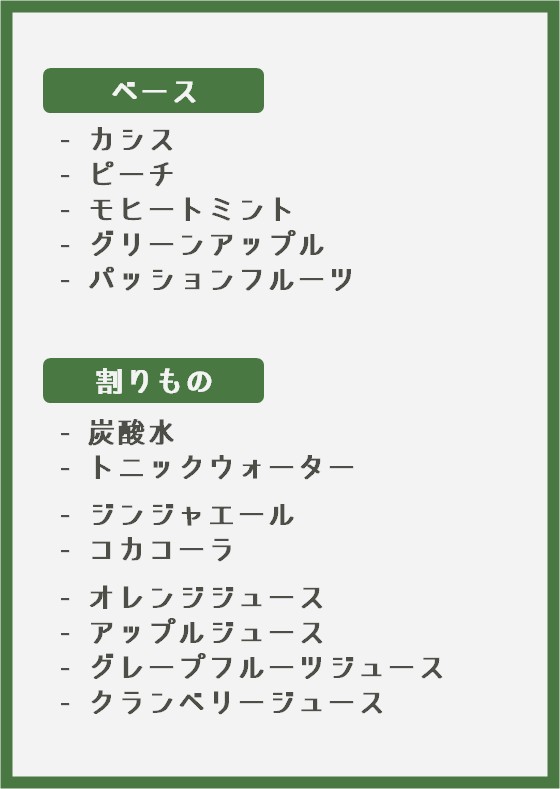 ベース
- カシス
- ピーチ
- モヒートミント
- グリーンアップル
- パッションフルーツ
割りもの
- 炭酸水
- トニックウォーター
- ジンジャエール
- コカコーラ
- オレンジジュース
- アップルジュース
- グレープフルーツジュース
- クランベリージュース